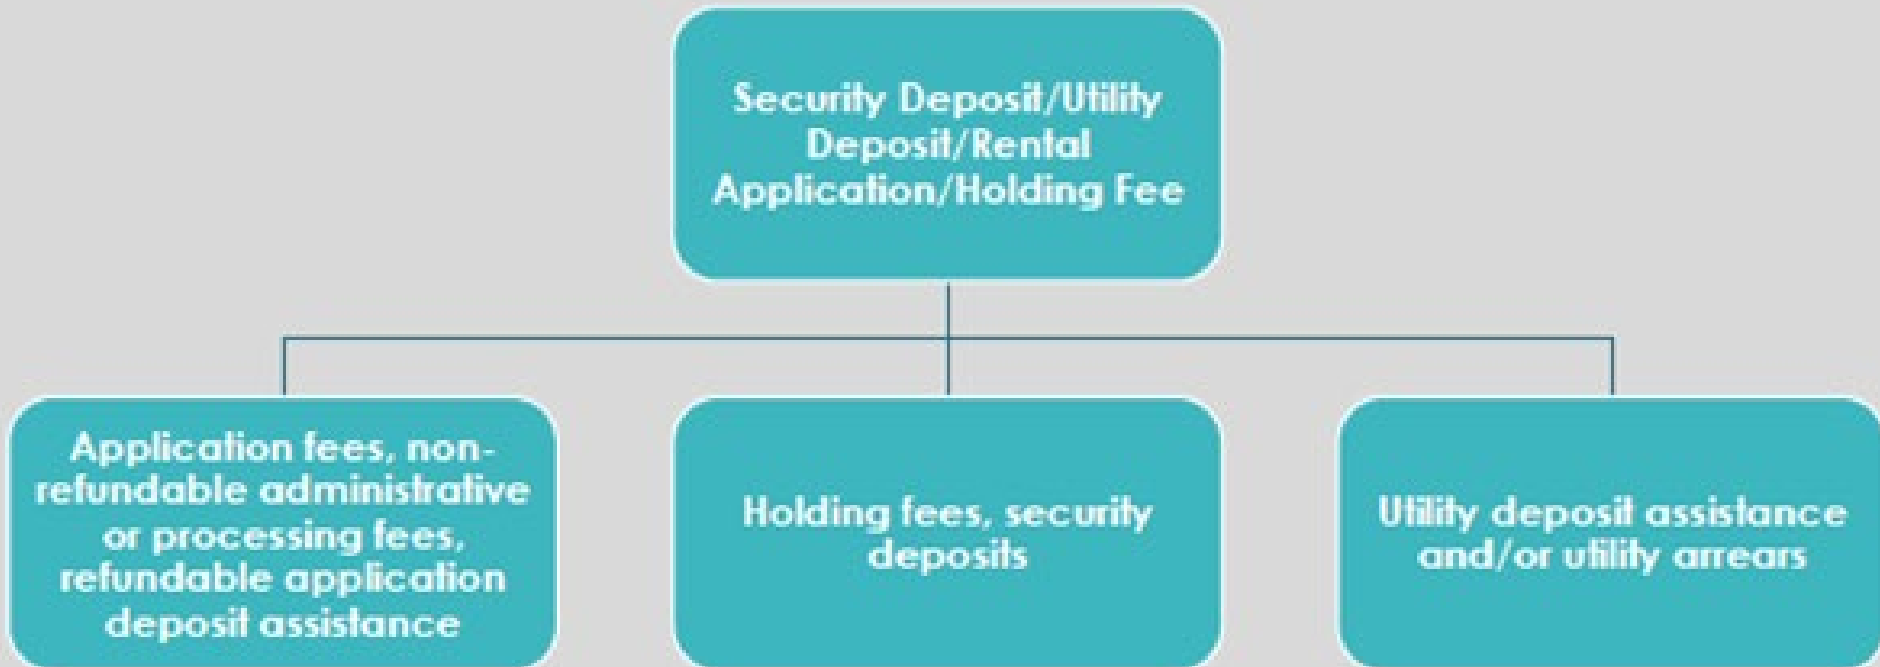 Security Deposit/Utility
Deposit/Rental
Application/Holding Fee
Application fees, non-
refundable administrative
or processing fees,
refundable application
deposit assistance
Holding fees, security
deposits
Utility deposit assistance
and/or utility arrears